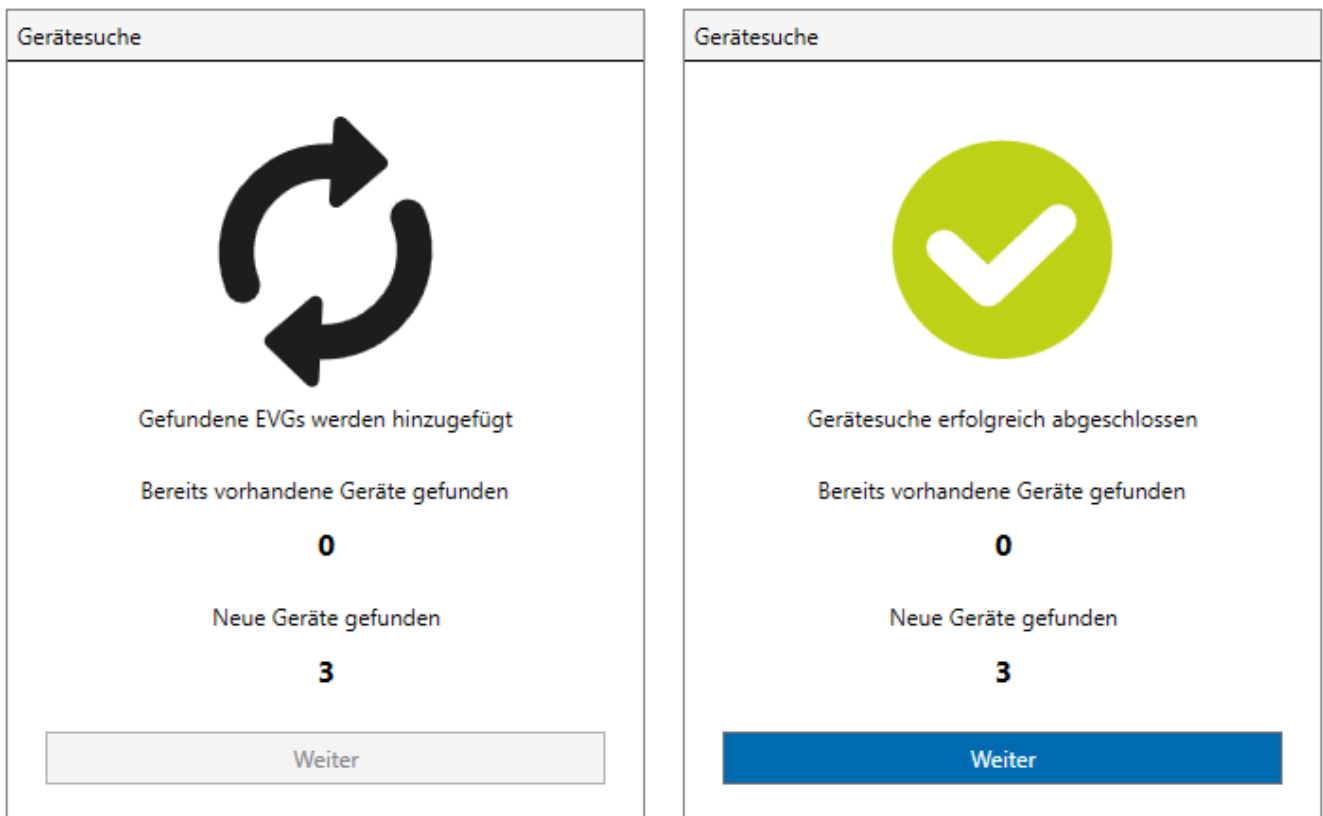 Gerätesuche
Gefundene EVGs werden hinzugefügt
Bereits vorhandene Geräte gefunden
0
Neue Geräte gefunden
3
Weiter
Gerätesuche
Gerätesuche erfolgreich abgeschlossen
Bereits vorhandene Geräte gefunden
0
Neue Geräte gefunden
3
Weiter